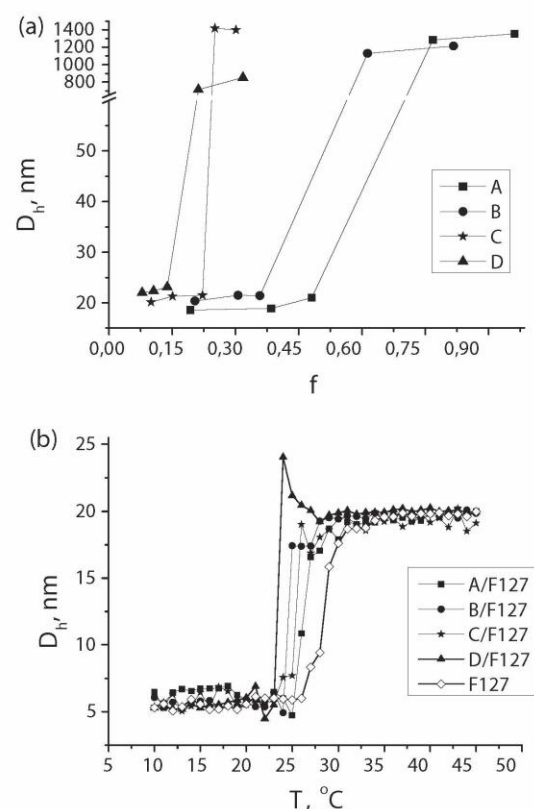 (a)
1400
1200
1000
800
50
40
30
20
D_h, nm
A
B
C
D
0,00 0,15 0,30 0,45 0,60 0,75 0,90
f
(b)
25
20
15
10
5
D_h, nm
A/F127
B/F127
C/F127
D/F127
F127
5 10 15 20 25 30 35 40 45 50
T, °C